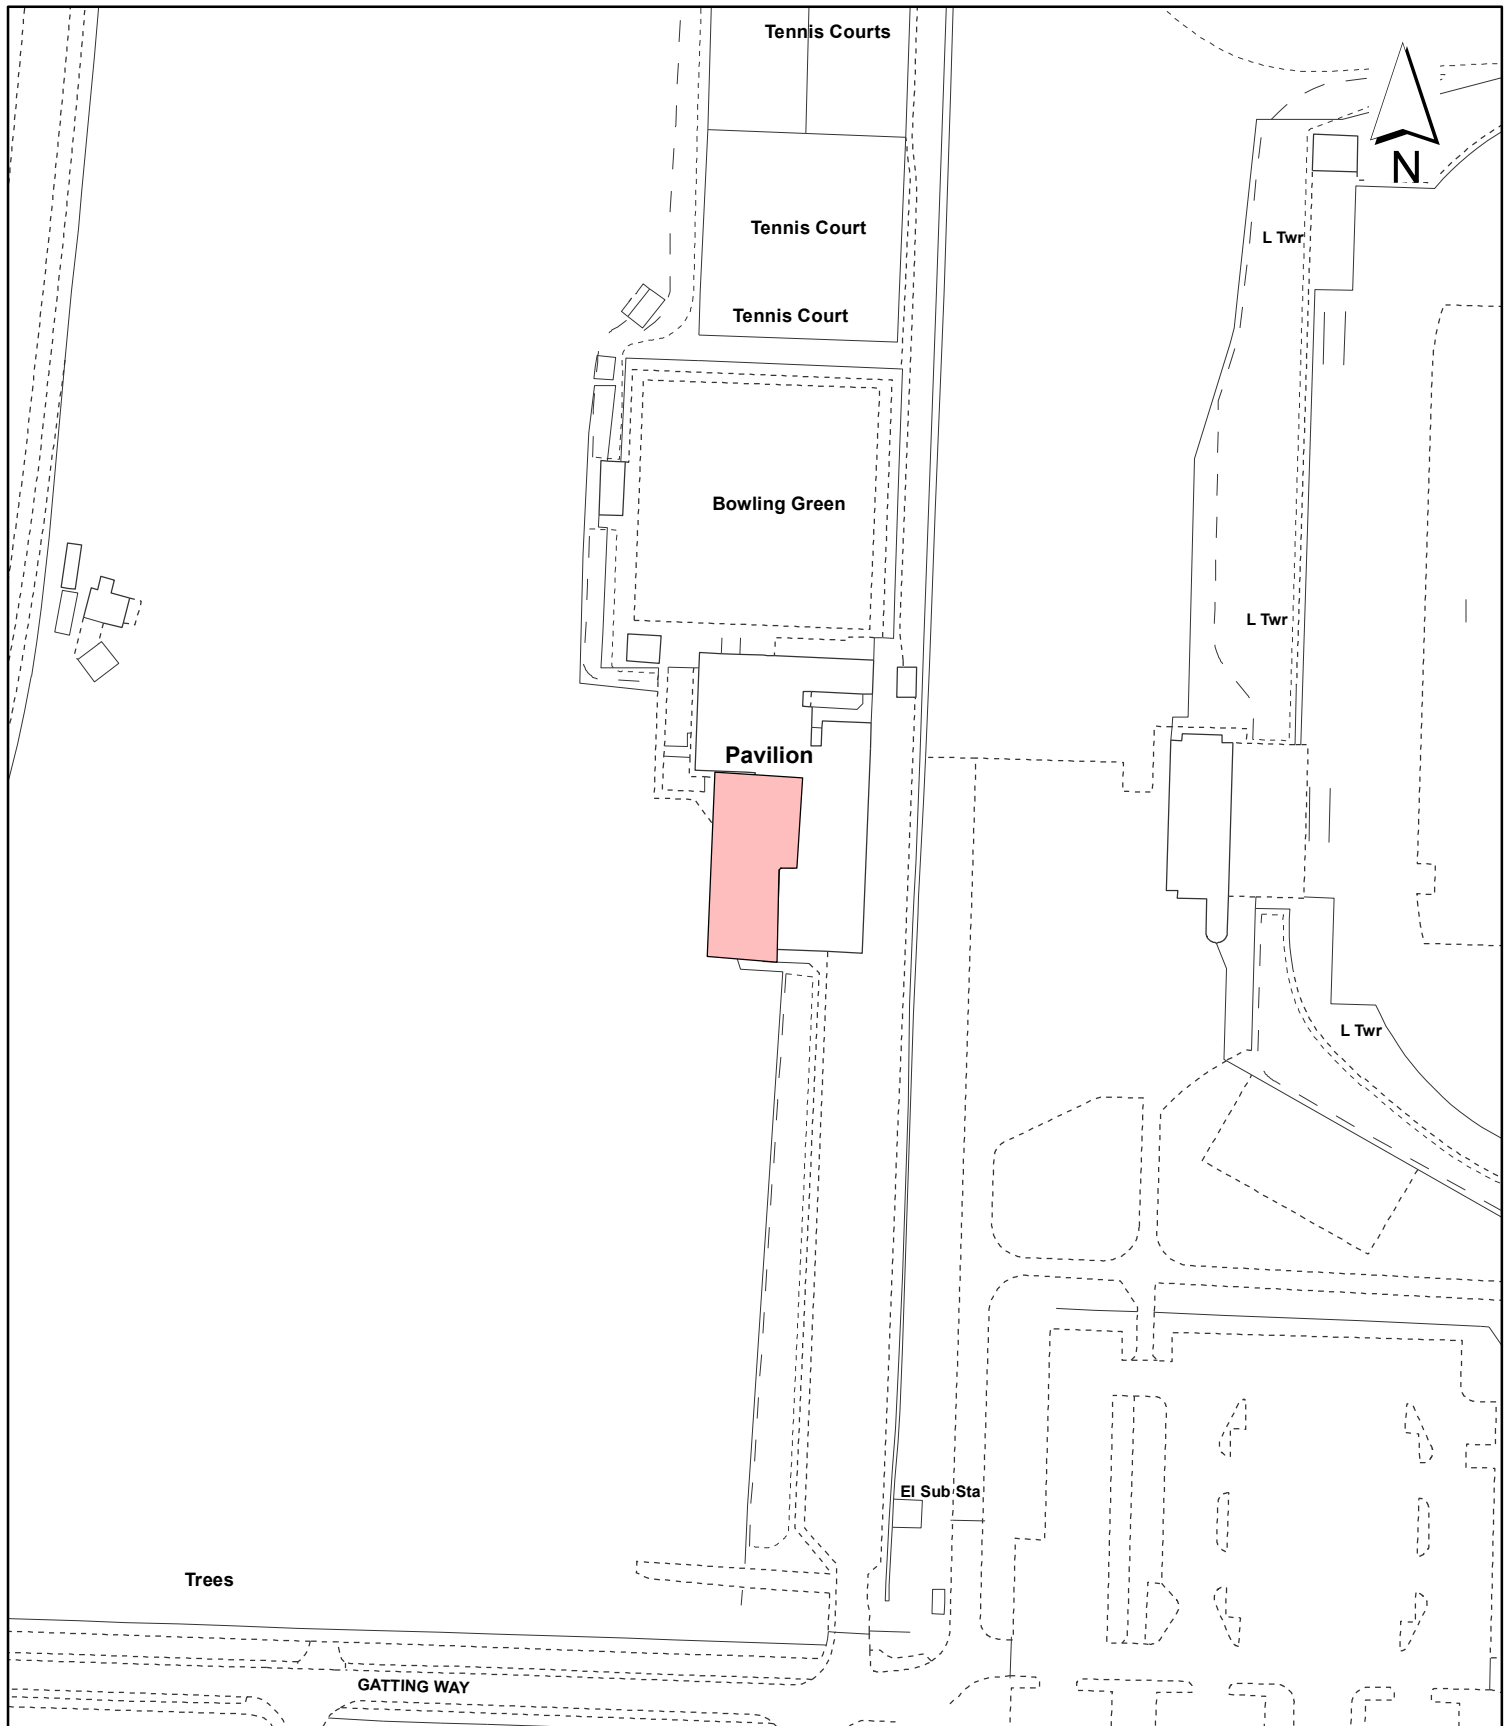 Tennis Courts
N
Tennis Court
L Twr
Tennis Court
Bowling Green
L Twr
Pavilion
L Twr
El Sub Sta
Trees
GATTING WAY